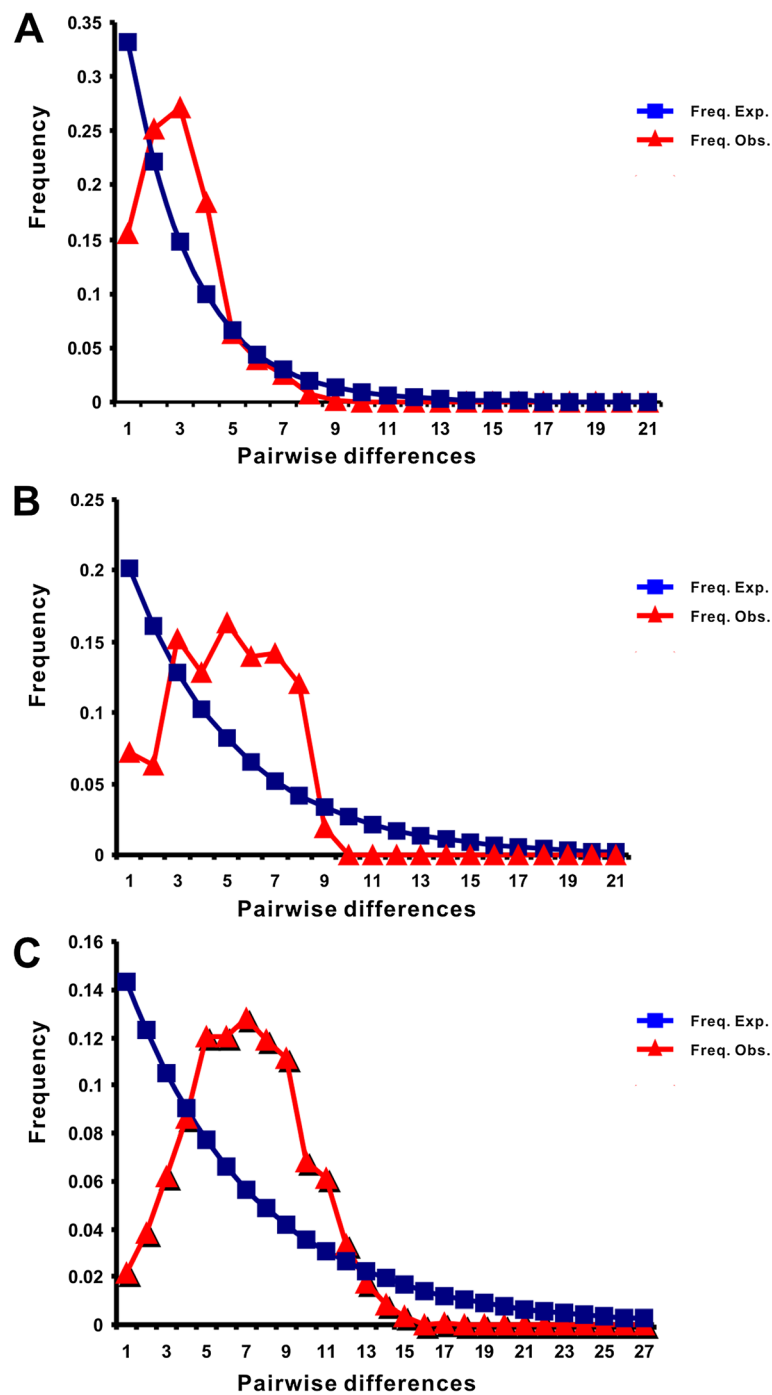 A
0.35
0.3
0.25
0.2
0.15
0.1
0.05
0
Frequency
1 3 5 7 9 11 13 15 17 19 21
Pairwise differences
Freq. Exp.
Freq. Obs.
B
0.25
0.2
0.15
0.1
0.05
0
Frequency
1 3 5 7 9 11 13 15 17 19 21
Pairwise differences
Freq. Exp.
Freq. Obs.
C
0.16
0.14
0.12
0.1
0.08
0.06
0.04
0.02
0
Frequency
1 3 5 7 9 11 13 15 17 19 21 23 25 27
Pairwise differences
Freq. Exp.
Freq. Obs.